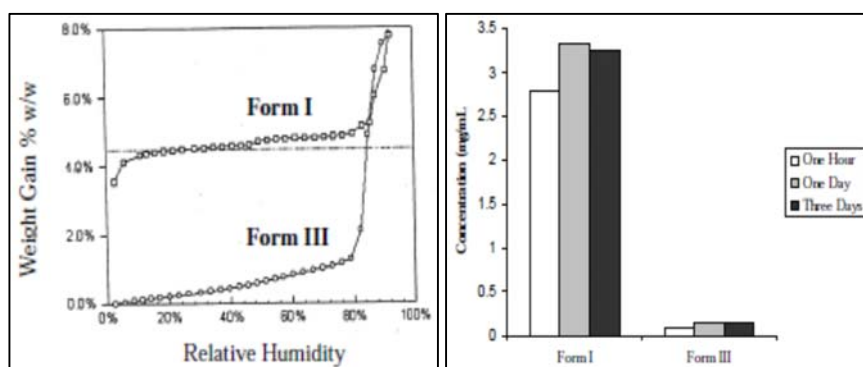 8.0%
6.0%
4.0%
2.0%
0.0%
Weight Gain % w/w
Form I
Form III
0%
20%
40%
60%
80%
100%
Relative Humidity
3.5
3
2.5
2
1.5
1
0.5
0
Concentration (mg/mL
Form I
Form III
One Hour
One Day
Three Days